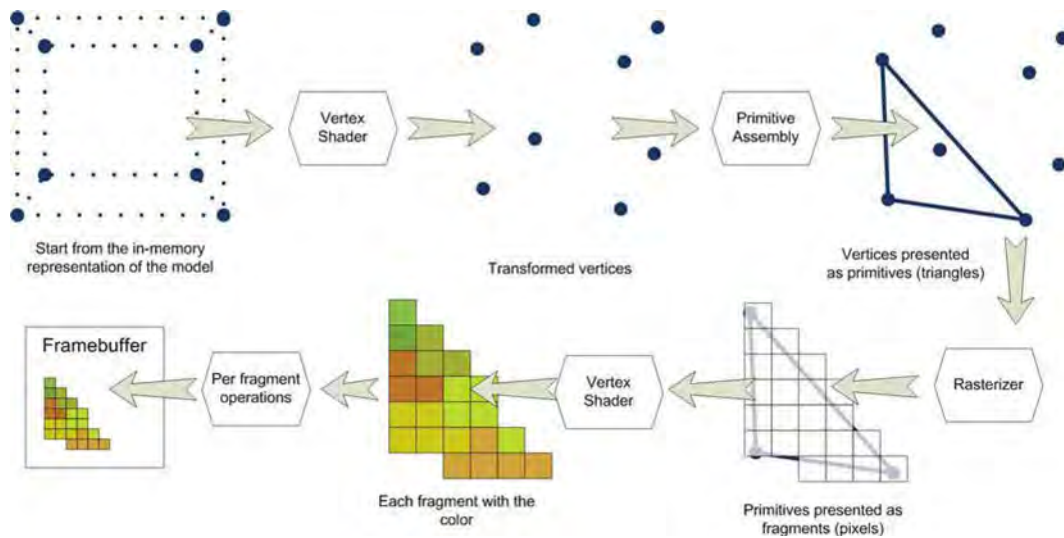 Vertex
Shader
Primitive
Assembly
Start from the in-memory
representation of the model
Transformed vertices
Vertices presented
as primitives (triangles)
Framebuffer
Per fragment
operations
Vertex
Shader
Rasterizer
Each fragment with the
color
Primitives presented as
fragments (pixels)